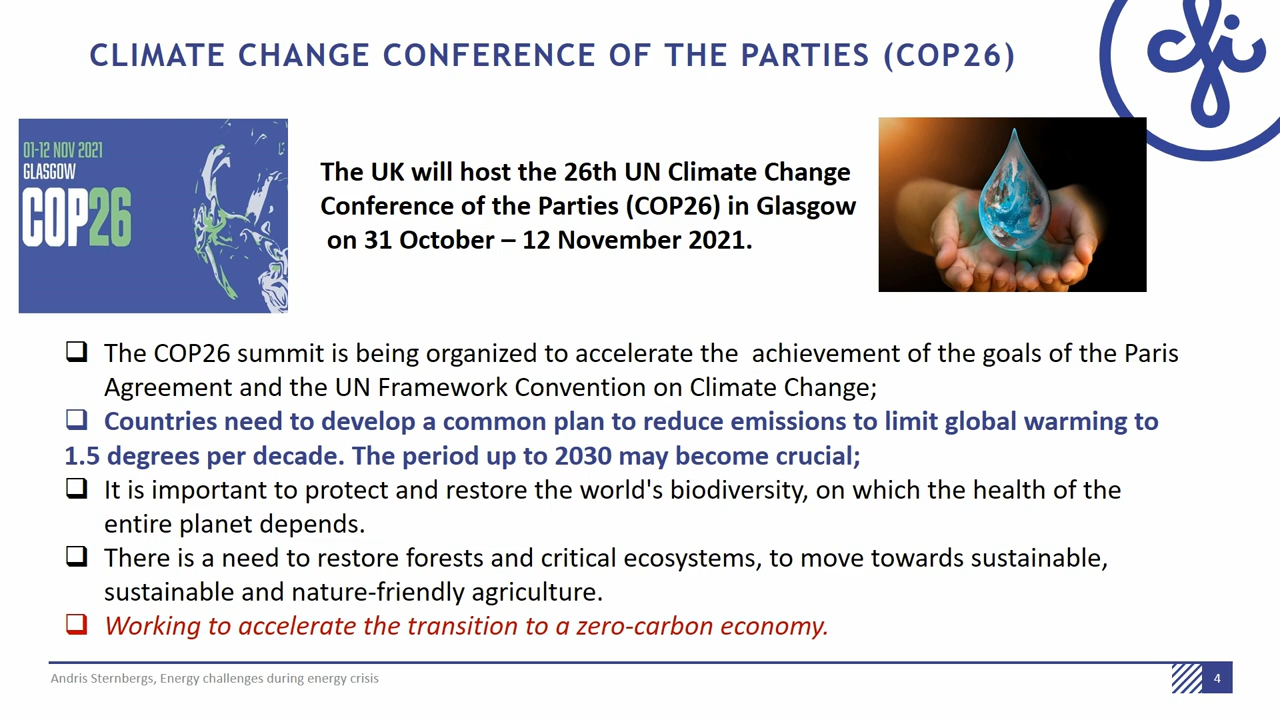 CLIMATE CHANGE CONFERENCE OF THE PARTIES (COP26)
01-12 NOV 2021
GLASGOW
COP26
The UK will host the 26th UN Climate Change
Conference of the Parties (COP26) in Glasgow
on 31 October – 12 November 2021.
❑ The COP26 summit is being organized to accelerate the achievement of the goals of the Paris
Agreement and the UN Framework Convention on Climate Change;
❑ Countries need to develop a common plan to reduce emissions to limit global warming to
1.5 degrees per decade. The period up to 2030 may become crucial;
❑ It is important to protect and restore the world's biodiversity, on which the health of the
entire planet depends.
❑ There is a need to restore forests and critical ecosystems, to move towards sustainable,
sustainable and nature-friendly agriculture.
❑ Working to accelerate the transition to a zero-carbon economy.
Andris Sternbergs, Energy challenges during energy crisis
4